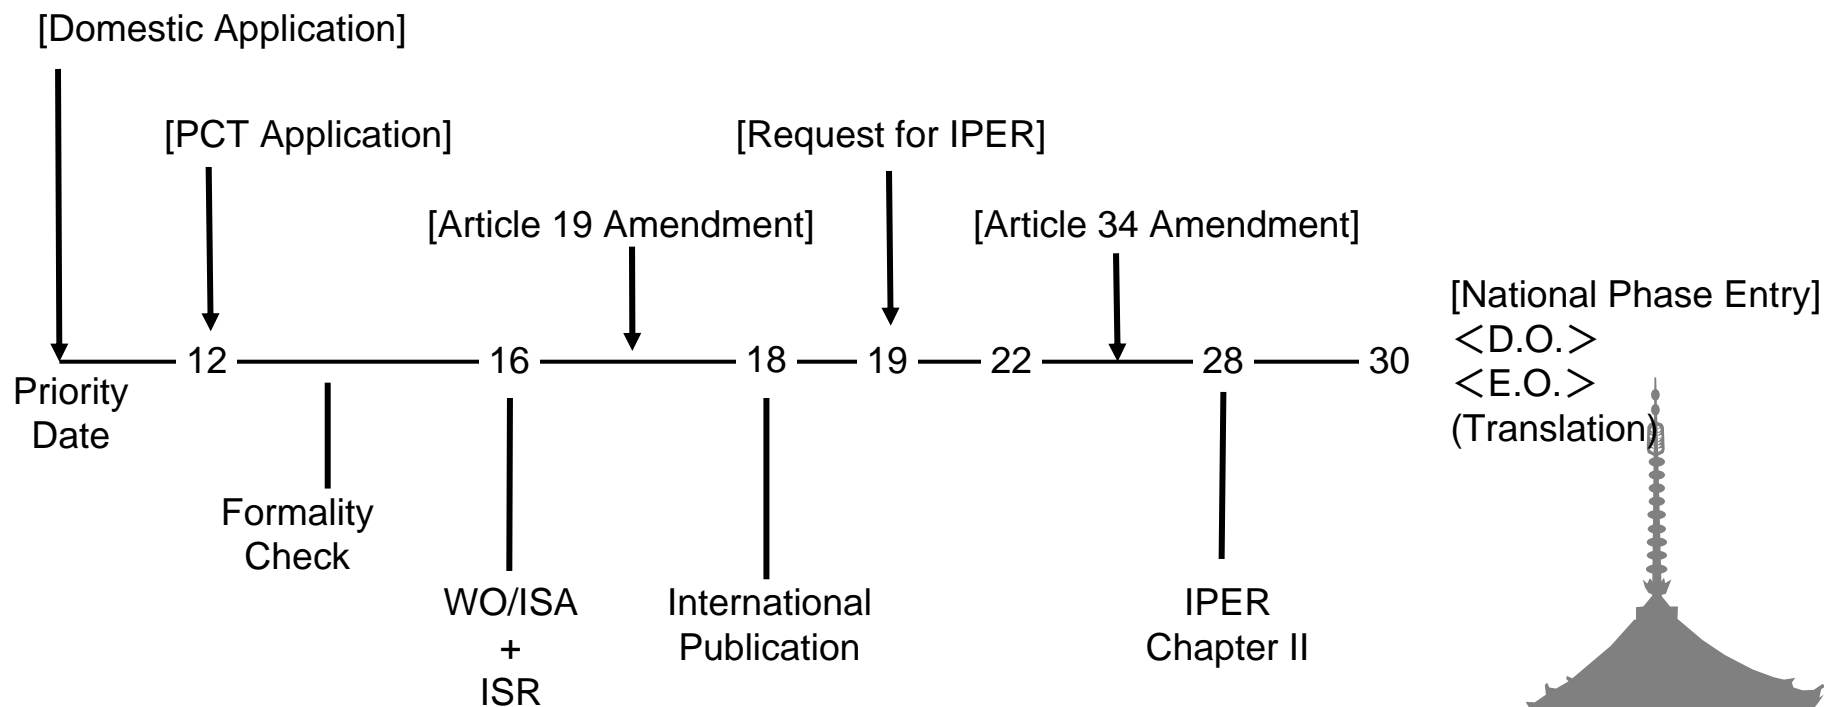 [Domestic Application]
[PCT Application]
[Request for IPER]
[Article 19 Amendment]
[Article 34 Amendment]
[National Phase Entry]
＜D.O.＞
＜E.O.＞
(Translation)
12
16
18
19
22
28
30
Priority
Date
Formality
Check
WO/ISA
+
ISR
International
Publication
IPER
Chapter II